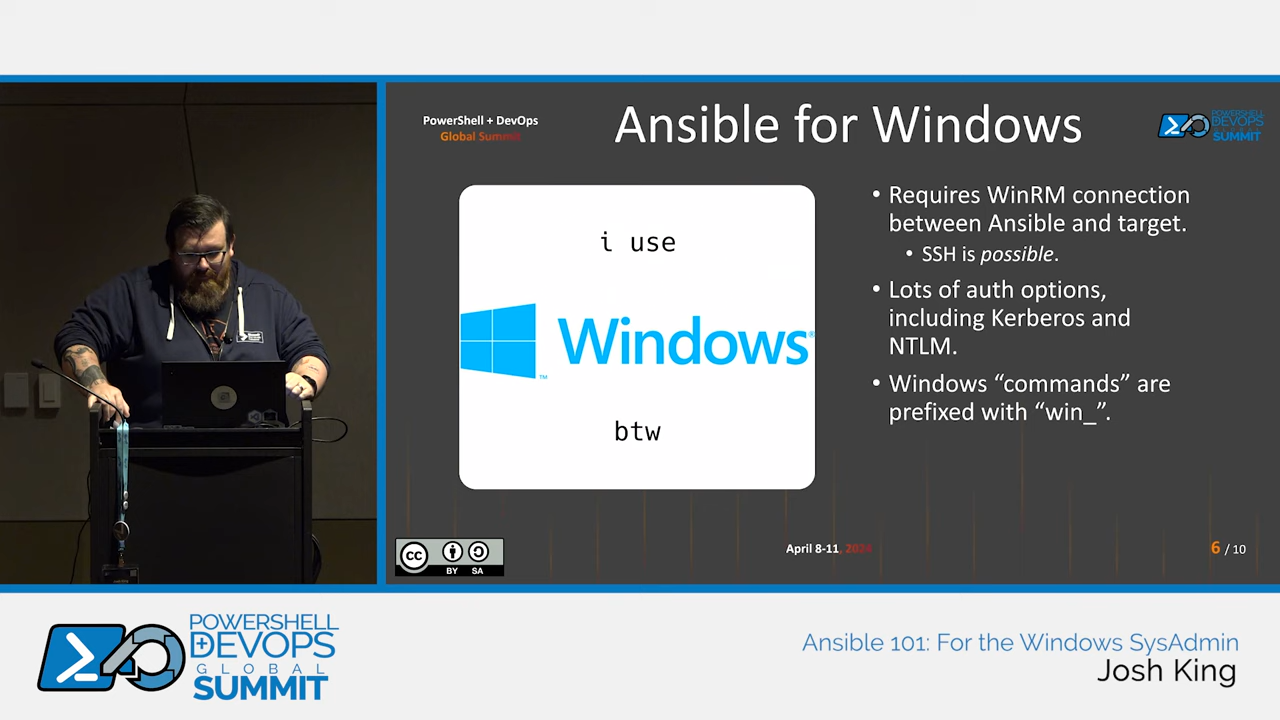 PowerShell + DevOps
Global Summit
Ansible for Windows
POWERSHELL
DEVOPS
GLOBAL
SUMMIT
i use
Windows®
™
btw
• Requires WinRM connection
between Ansible and target.
• SSH is possible.
• Lots of auth options,
including Kerberos and
NTLM.
• Windows “commands” are
prefixed with “win_”.
cc
BY SA
April 8-11, 2024
6 / 10
POWERSHELL
+DEVOPS
GLOBAL
SUMMIT
Ansible 101: For the Windows SysAdmin
Josh King